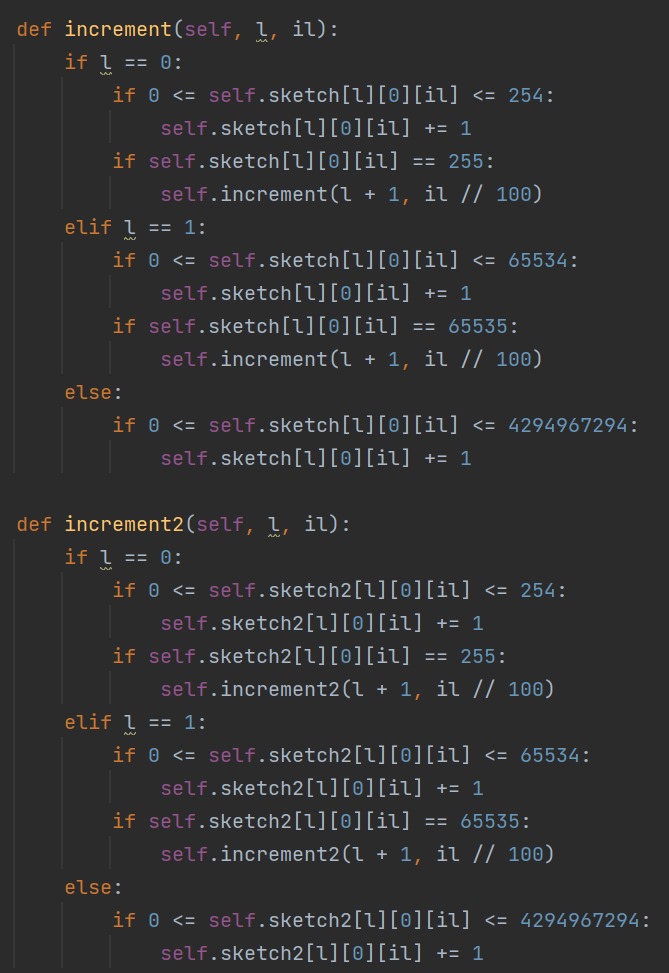 def increment(self, l, il):
    if l == 0:
        if 0 <= self.sketch[l][0][il] <= 254:
            self.sketch[l][0][il] += 1
        if self.sketch[l][0][il] == 255:
            self.increment(l + 1, il // 100)
    elif l == 1:
        if 0 <= self.sketch[l][0][il] <= 65534:
            self.sketch[l][0][il] += 1
        if self.sketch[l][0][il] == 65535:
            self.increment(l + 1, il // 100)
    else:
        if 0 <= self.sketch[l][0][il] <= 4294967294:
            self.sketch[l][0][il] += 1

def increment2(self, l, il):
    if l == 0:
        if 0 <= self.sketch2[l][0][il] <= 254:
            self.sketch2[l][0][il] += 1
        if self.sketch2[l][0][il] == 255:
            self.increment2(l + 1, il // 100)
    elif l == 1:
        if 0 <= self.sketch2[l][0][il] <= 65534:
            self.sketch2[l][0][il] += 1
        if self.sketch2[l][0][il] == 65535:
            self.increment2(l + 1, il // 100)
    else:
        if 0 <= self.sketch2[l][0][il] <= 4294967294:
            self.sketch2[l][0][il] += 1